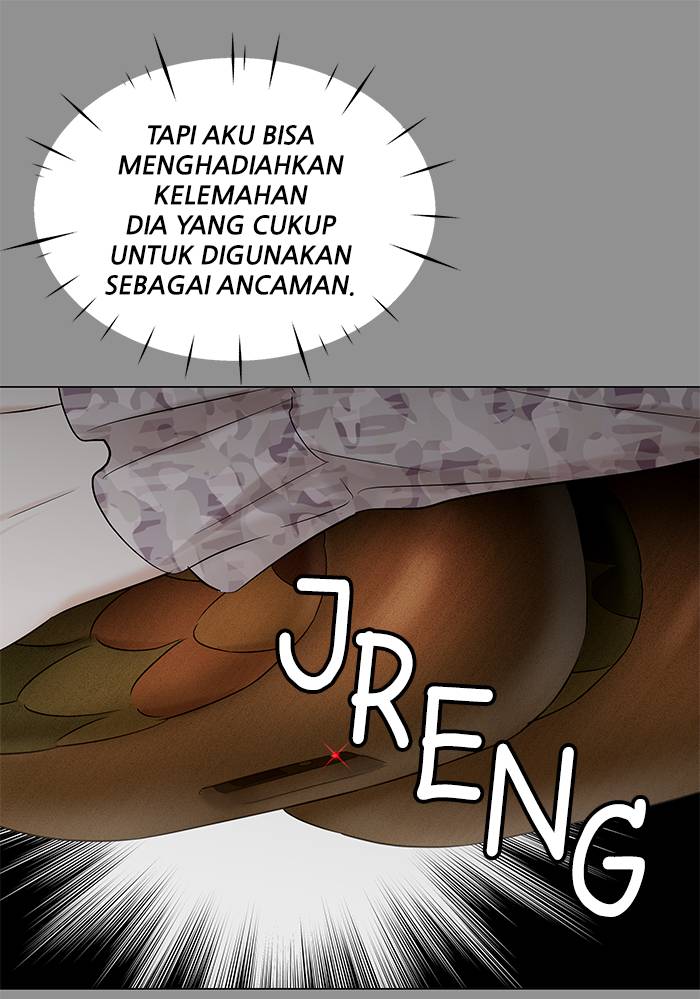 TAPI AKU BISA
MENGHADIAHKAN
KELEMAHAN
DIA YANG CUKUP
UNTUK DIGUNAKAN
SEBAGAI ANCAMAN.
JRENG